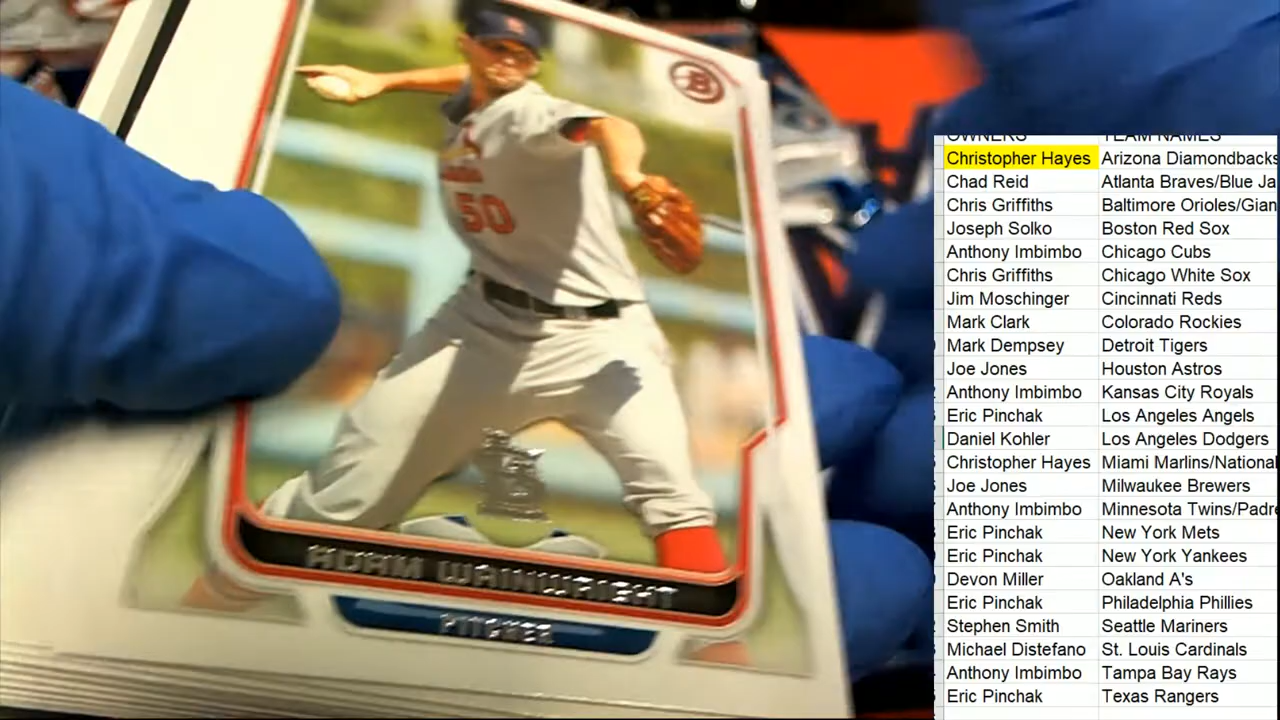 B
50
ADAM WAINWRIGHT
PITCHER
OWNERS TEAM NAMES
Christopher Hayes Arizona Diamondbacks
Chad Reid Atlanta Braves/Blue Ja
Chris Griffiths Baltimore Orioles/Gian
Joseph Solko Boston Red Sox
Anthony Imbimbo Chicago Cubs
Chris Griffiths Chicago White Sox
Jim Moschinger Cincinnati Reds
Mark Clark Colorado Rockies
Mark Dempsey Detroit Tigers
Joe Jones Houston Astros
Anthony Imbimbo Kansas City Royals
Eric Pinchak Los Angeles Angels
Daniel Kohler Los Angeles Dodgers
Christopher Hayes Miami Marlins/National
Joe Jones Milwaukee Brewers
Anthony Imbimbo Minnesota Twins/Padre
Eric Pinchak New York Mets
Eric Pinchak New York Yankees
Devon Miller Oakland A's
Eric Pinchak Philadelphia Phillies
Stephen Smith Seattle Mariners
Michael Distefano St. Louis Cardinals
Anthony Imbimbo Tampa Bay Rays
Eric Pinchak Texas Rangers